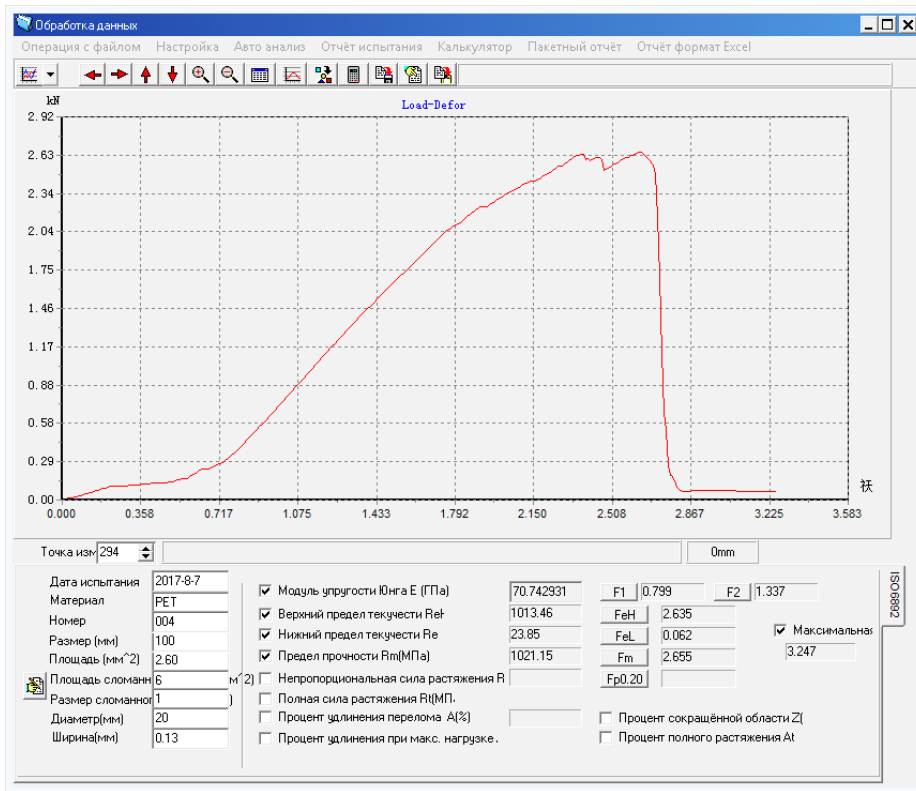 Обработка данных
Операция с файлом Настройка Авто анализ Отчёт испытания Калькулятор Пакетный отчёт Отчёт формат Excel
kN
Load-Defor
2.92
2.63
2.34
2.04
1.75
1.46
1.17
0.88
0.58
0.29
0.00
0.000 0.358 0.717 1.075 1.433 1.792 2.150 2.508 2.867 3.225 3.583
Точка изм 294 0mm
ISO6892
Дата испытания 2017-8-7
Материал PET
Номер 004
Размер (мм) 100
Площадь (мм^2) 2.60
Площадь сломанн 6 м^2)
Размер сломанног 1 )
Диаметр(мм) 20
Ширина(мм) 0.13
Модуль упругости Юнга E (ГПа) 70.742931 F1 0.799 F2 1.337
Верхний предел текучести ReH 1013.46 FeH 2.635
Нижний предел текучести Re 23.85 FeL 0.062 Максимальная
Предел прочности Rm(МПа) 1021.15 Fm 2.655 3.247
Непропорциональная сила растяжения R Fp0.20
Полная сила растяжения Rt(МП.
Процент удлинения перелома A(%) Процент сокращённой области Z(
Процент удлинения при макс. нагрузке. Процент полного растяжения At